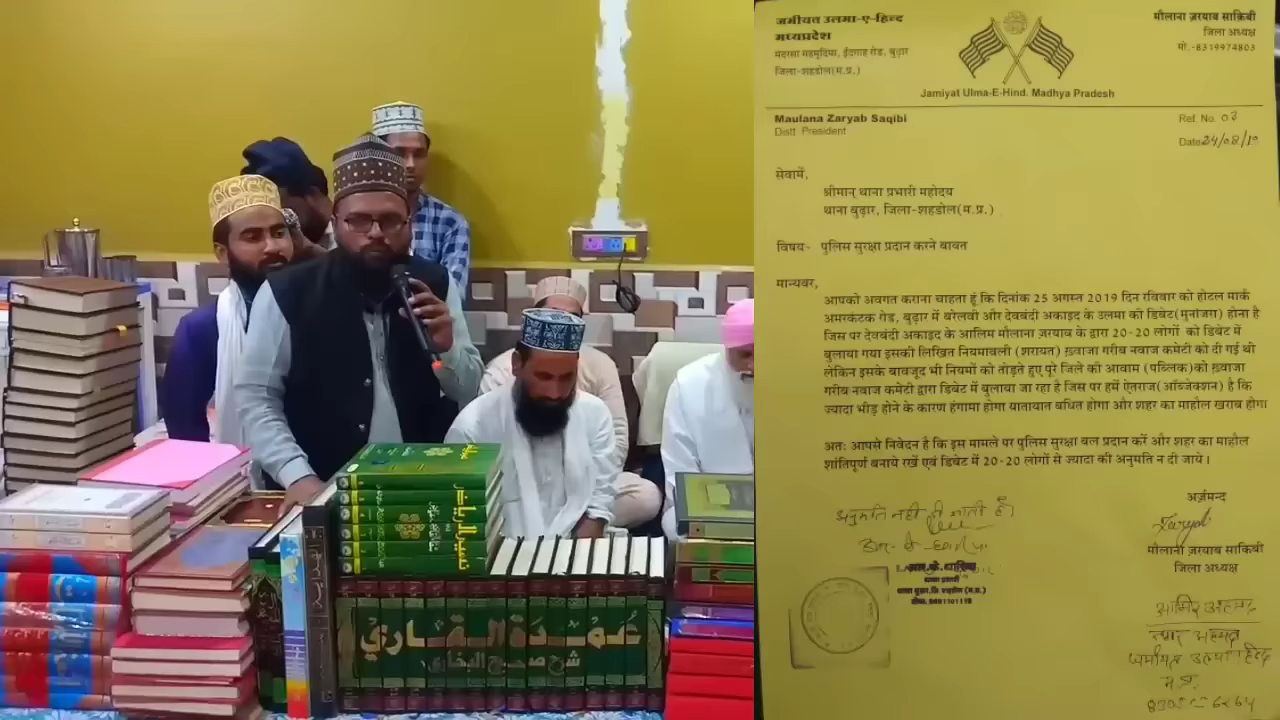 عمدة القاري
شرح صحيح البخاري
जमीयत उलमा-ए-हिन्द
मध्यप्रदेश
मदरसा महमूदिया, ईदगाह रोड, बुढ़ार
जिला-शहडोल(म.प्र.)
मौलाना ज़रयाब साक़िबी
जिला अध्यक्ष
मो.-8319974803
Jamiyat Ulma-E-Hind. Madhya Pradesh
Maulana Zaryab Saqibi
Distt President
Ref. No. 03
Date 24/08/19
सेवामें,
श्रीमान् थाना प्रभारी महोदय
थाना बुढ़ार, जिला-शहडोल(म.प्र.)
विषय- पुलिस सुरक्षा प्रदान करने बावत
मान्यवर,
आपको अवगत कराना चाहता हूं कि दिनांक 25 अगस्त 2019 दिन रविवार को होटल मार्क
अमरकंटक रोड, बुढ़ार में बरेलवी और देवबंदी अकाइद के उलमा की डिबेट(मुनाज़रा) होना है
जिस पर देवबंदी अकाइद के आलिम मौलाना ज़रयाब के द्वारा 20-20 लोगों को डिबेट में
बुलाया गया इसकी लिखित नियमावली (शरायत) ख़्वाजा गरीब नवाज कमेटी को दी गई थी
लेकिन इसके बावजूद भी नियमों को तोड़ते हुए पूरे जिले की आवाम (पब्लिक)को ख़्वाजा
गरीब नवाज कमेटी द्वारा डिबेट में बुलाया जा रहा है जिस पर हमें ऐतराज(ऑब्जेक्शन) है कि
ज्यादा भीड़ होने के कारण हंगामा होगा यातायात बधित होगा और शहर का माहौल खराब होगा।
अतः आपसे निवेदन है कि इस मामले पर पुलिस सुरक्षा बल प्रदान करें और शहर का माहौल
शांतिपूर्ण बनाये रखें एवं डिबेट में 20-20 लोगों से ज्यादा की अनुमति न दी जाये।
अनुमति नहीं दी जाती है।
आर.के.धारिया
थाना प्रभारी
अर्ज़मन्द
Zaryab
मौलाना ज़रयाब साक़िबी
जिला अध्यक्ष